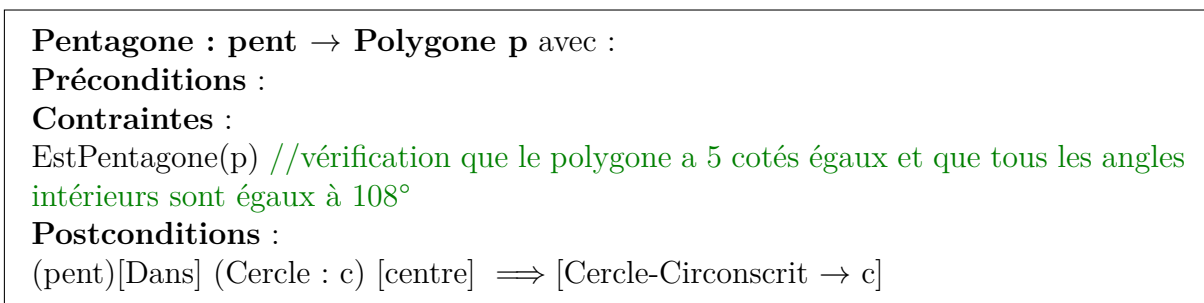 Pentagone : pent → Polygone p avec :
Préconditions :
Contraintes :
EstPentagone(p) //vérification que le polygone a 5 cotés égaux et que tous les angles
intérieurs sont égaux à 108°
Postconditions :
(pent)[Dans] (Cercle : c) [centre] ⟹ [Cercle-Circonscrit → c]